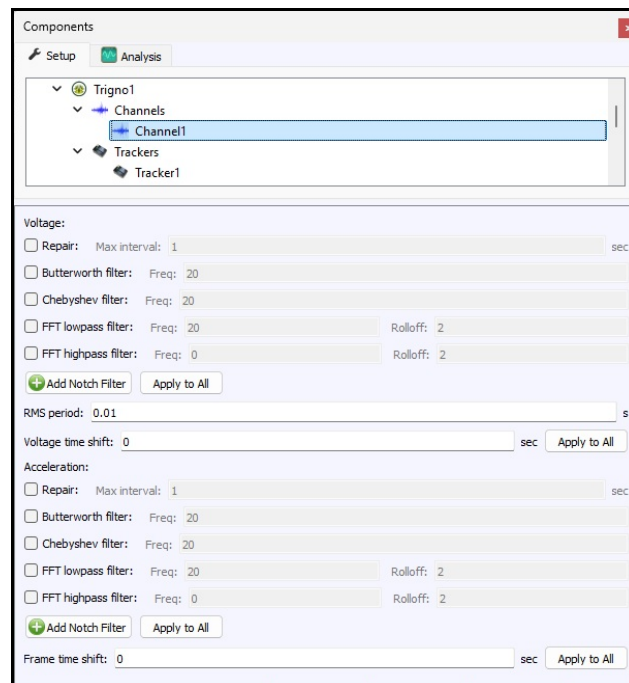 Components
Setup Analysis
Trigno1
Channels
Channel1
Trackers
Tracker1
Voltage:
Repair: Max interval: 1 sec
Butterworth filter: Freq: 20
Chebyshev filter: Freq: 20
FFT lowpass filter: Freq: 20 Rolloff: 2
FFT highpass filter: Freq: 0 Rolloff: 2
Add Notch Filter Apply to All
RMS period: 0.01 s
Voltage time shift: 0 sec Apply to All
Acceleration:
Repair: Max interval: 1 sec
Butterworth filter: Freq: 20
Chebyshev filter: Freq: 20
FFT lowpass filter: Freq: 20 Rolloff: 2
FFT highpass filter: Freq: 0 Rolloff: 2
Add Notch Filter Apply to All
Frame time shift: 0 sec Apply to All